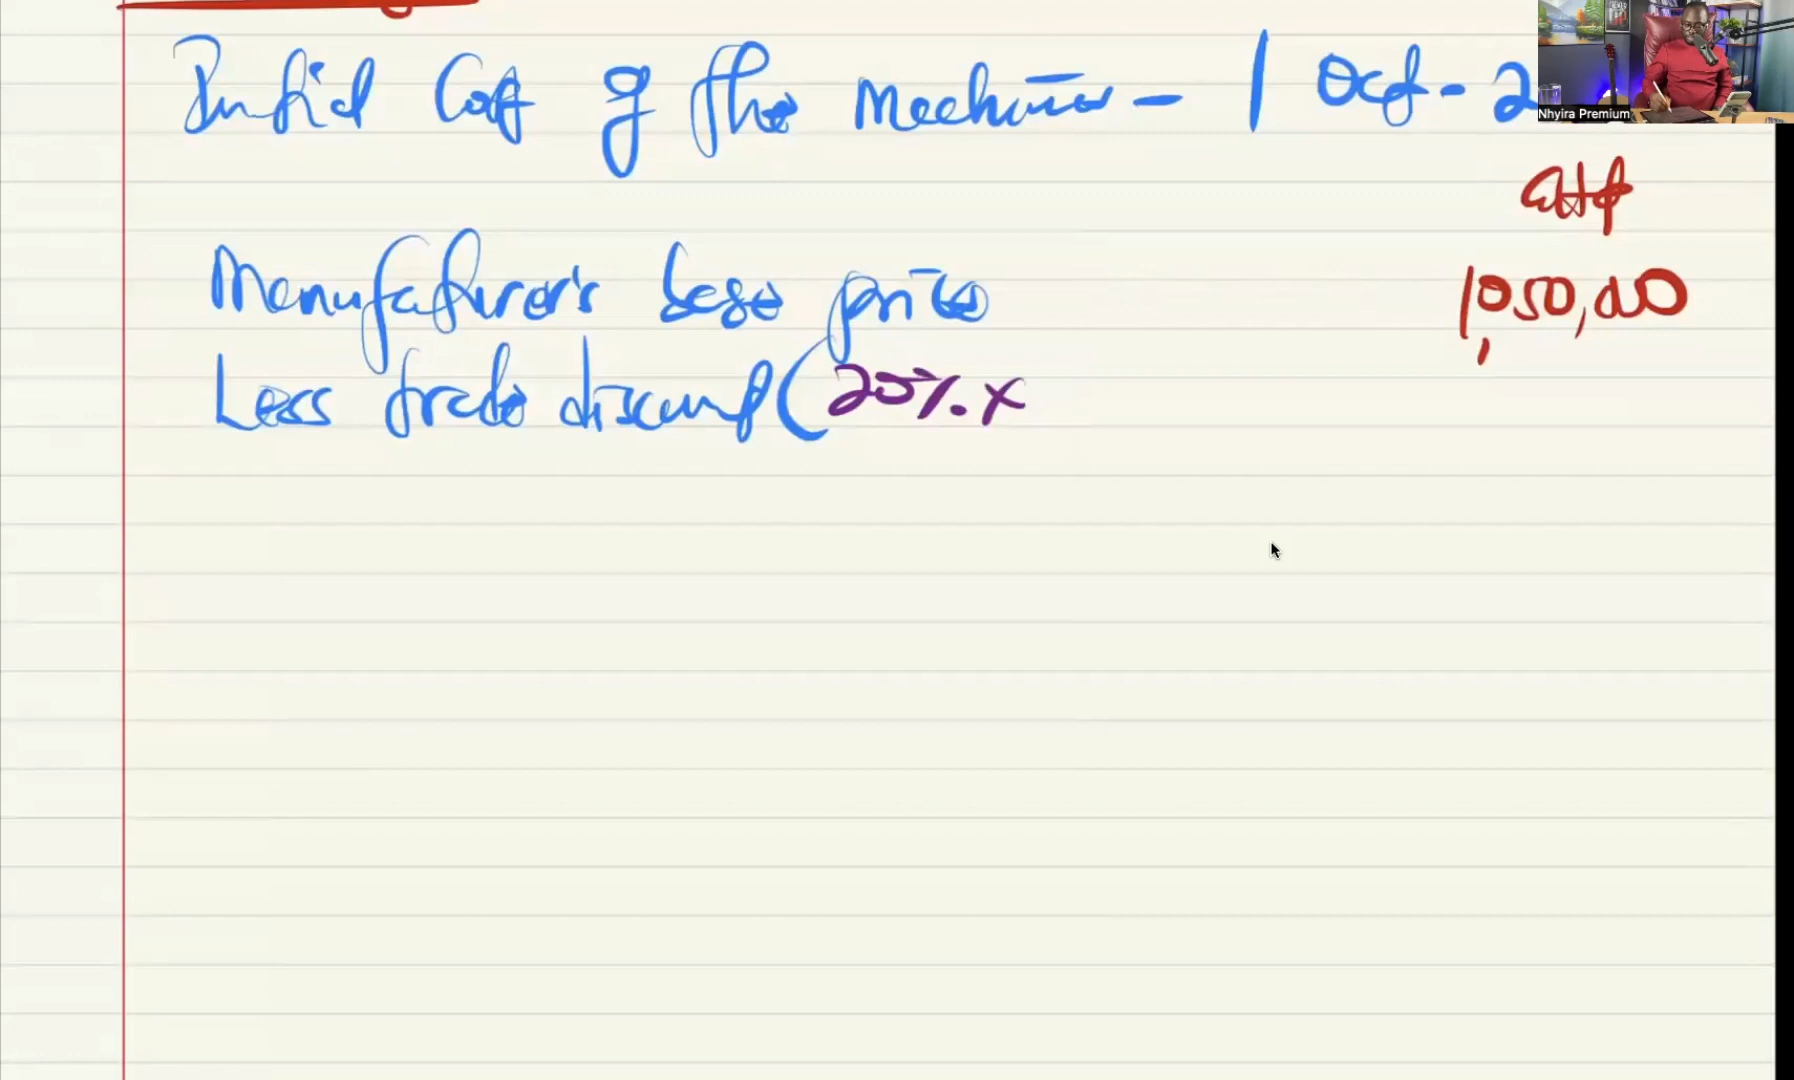 Initial Cost of the Machine - 1 Oct - 2
Nhyira Premium
GH¢
Manufacturer's base price 1,050,000
Less trade discount (20% x